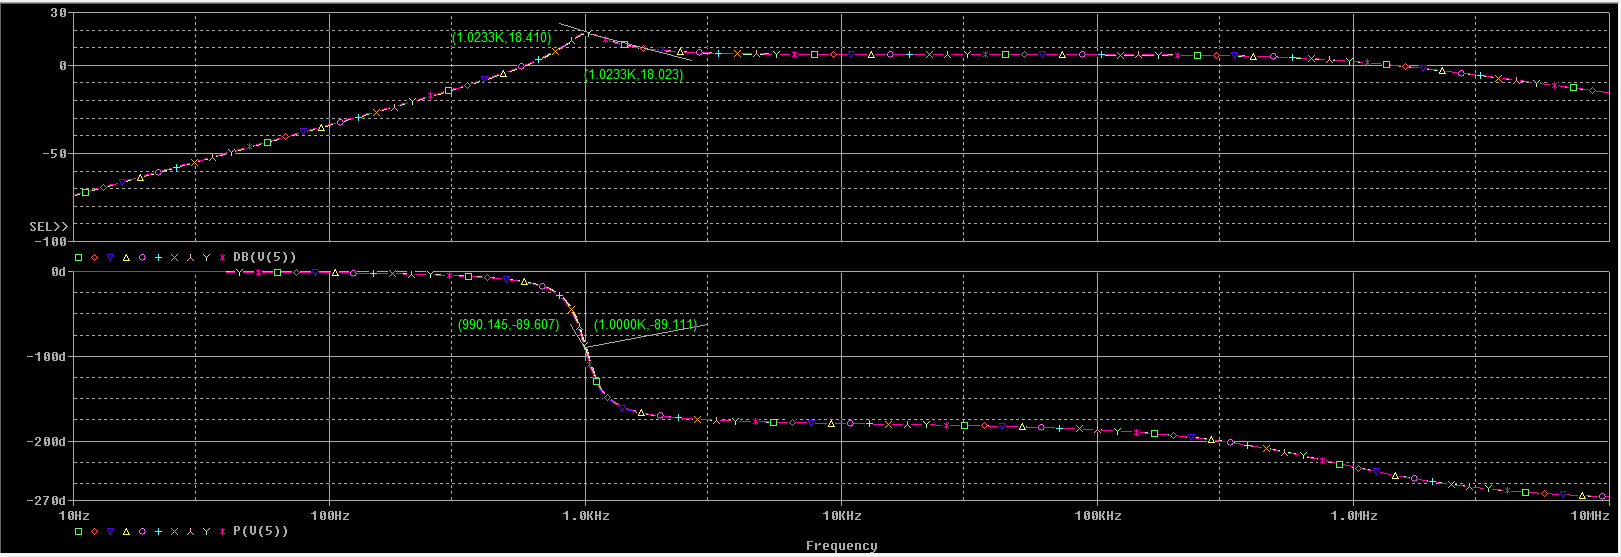 30
(1.0233K,18.410)
0
(1.0233K,18.023)
-50
SEL>>
-100
DB(V(5))
0d
(990.145,-89.607) (1.0000K,-89.111)
-100d
-200d
-270d
10Hz 100Hz 1.0KHz 10KHz 100KHz 1.0MHz 10MHz
P(V(5))
Frequency